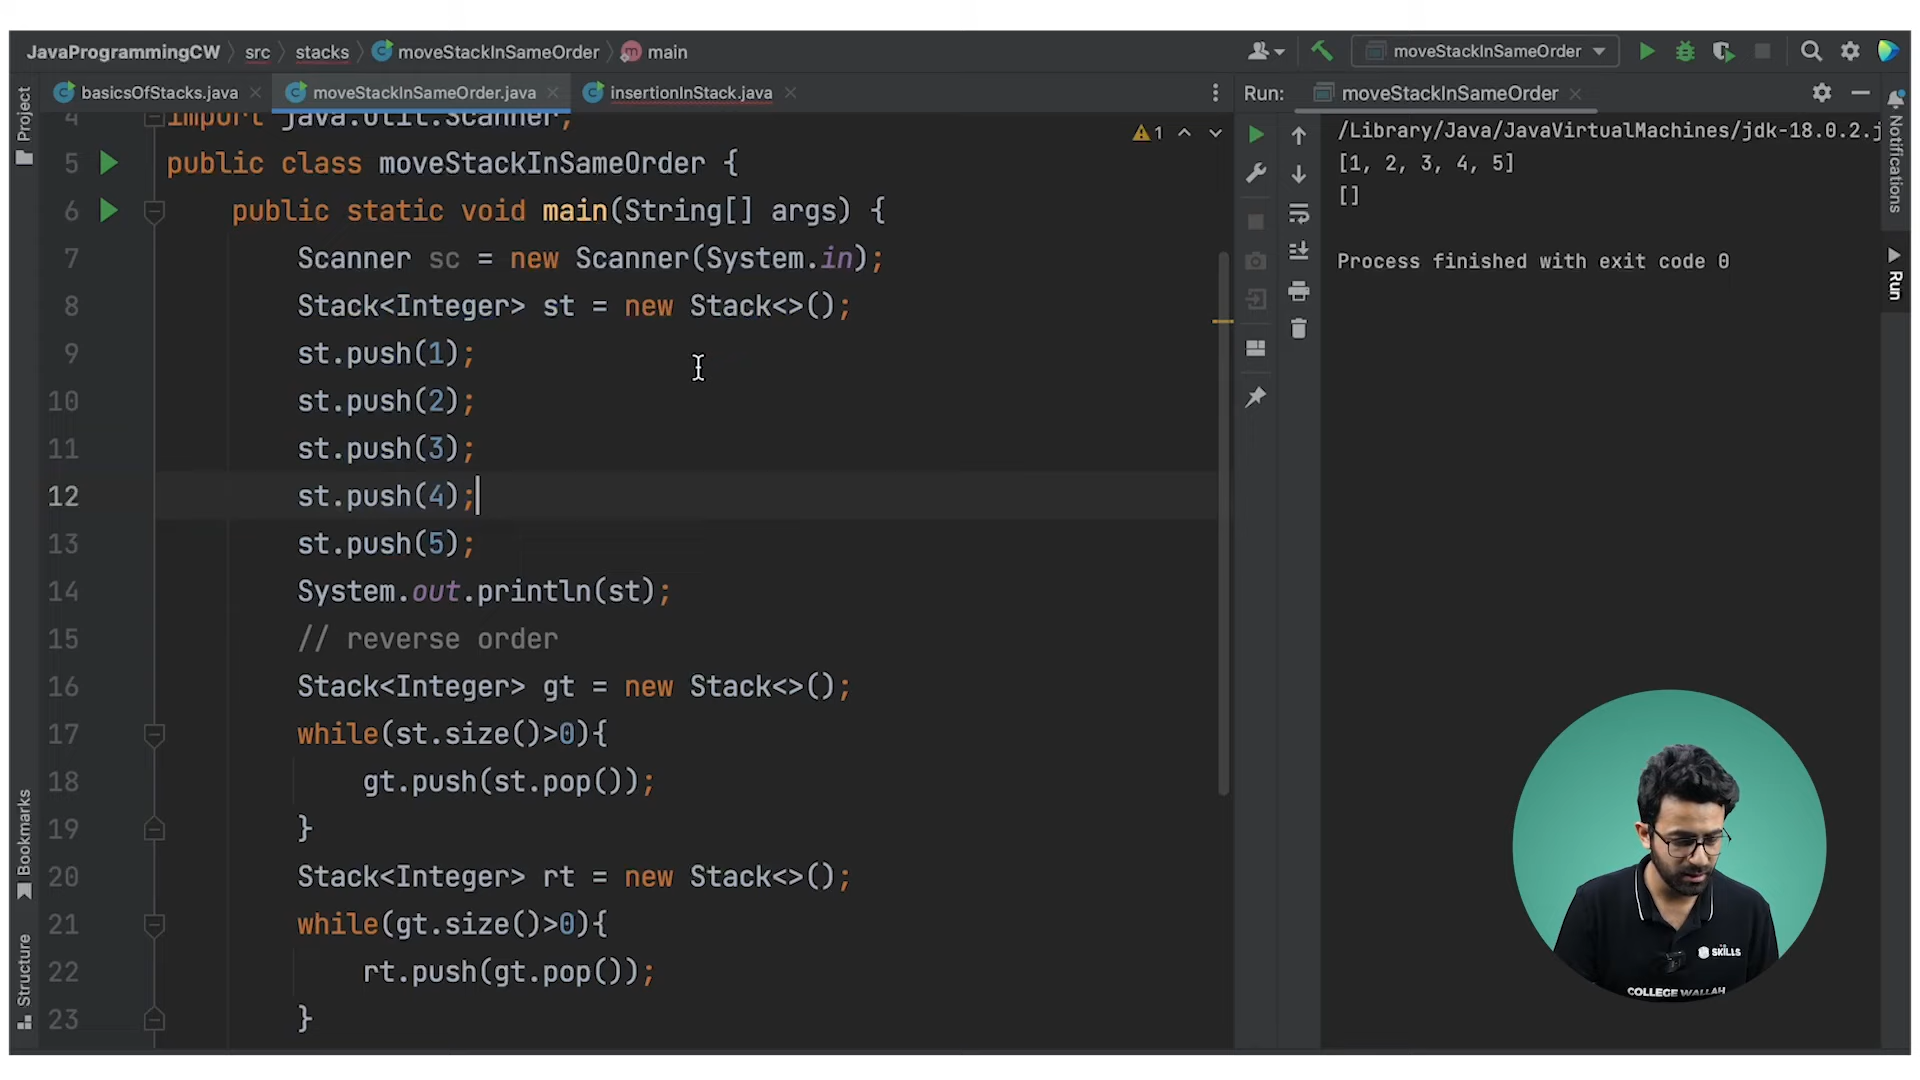 JavaProgrammingCW src stacks moveStackInSameOrder main
moveStackInSameOrder
Project
basicsOfStacks.java
moveStackInSameOrder.java
insertionInStack.java
4 import java.util.Scanner;
5 public class moveStackInSameOrder {
6 public static void main(String[] args) {
7 Scanner sc = new Scanner(System.in);
8 Stack<Integer> st = new Stack<>();
9 st.push(1);
10 st.push(2);
11 st.push(3);
12 st.push(4);
13 st.push(5);
14 System.out.println(st);
15 // reverse order
16 Stack<Integer> gt = new Stack<>();
17 while(st.size()>0){
18 gt.push(st.pop());
19 }
20 Stack<Integer> rt = new Stack<>();
21 while(gt.size()>0){
22 rt.push(gt.pop());
23 }
1
Bookmarks
Structure
Run: moveStackInSameOrder
/Library/Java/JavaVirtualMachines/jdk-18.0.2.j
[1, 2, 3, 4, 5]
[]
Process finished with exit code 0
Notifications
Run
SKILLS
COLLEGE WALLAH